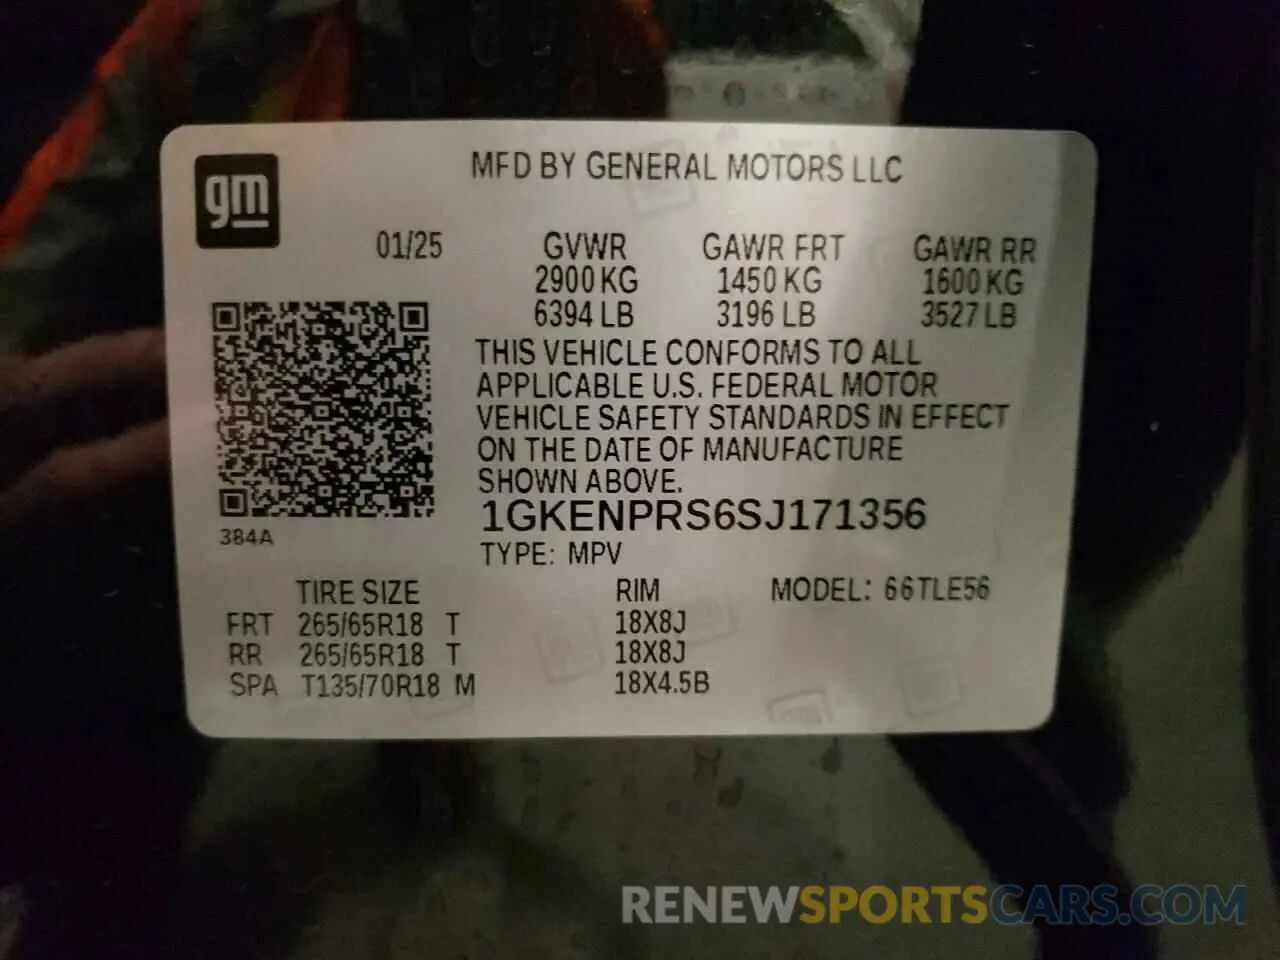 gm
MFD BY GENERAL MOTORS LLC
01/25 GVWR GAWR FRT GAWR RR
2900 KG 1450 KG 1600 KG
6394 LB 3196 LB 3527 LB
THIS VEHICLE CONFORMS TO ALL
APPLICABLE U.S. FEDERAL MOTOR
VEHICLE SAFETY STANDARDS IN EFFECT
ON THE DATE OF MANUFACTURE
SHOWN ABOVE.
1GKENPRS6SJ171356
384A
TYPE: MPV
TIRE SIZE RIM MODEL: 66TLE56
FRT 265/65R18 T 18X8J
RR 265/65R18 T 18X8J
SPA T135/70R18 M 18X4.5B
RENEWSPORTSCARS.COM